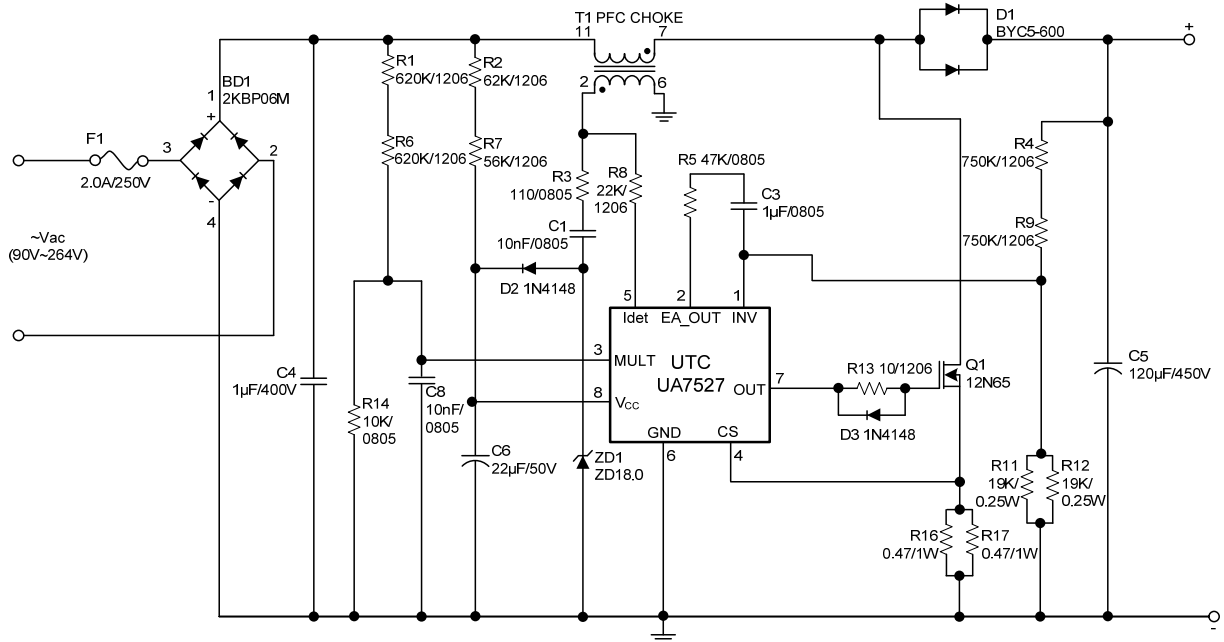 T1 PFC CHOKE
11
7
2
6
D1
BYC5-600
+
R1
620K/1206
R2
62K/1206
BD1
2KBP06M
1
+
F1
3
2
2.0A/250V
-
4
~Vac
(90V~264V)
R6
620K/1206
R7
56K/1206
R3
110/0805
R8
22K/
1206
R5 47K/0805
C3
1µF/0805
R4
750K/1206
R9
750K/1206
C1
10nF/0805
D2 1N4148
5
2
1
Idet
EA_OUT
INV
3
MULT
UTC
UA7527
8
VCC
OUT
7
GND
CS
6
4
R13 10/1206
D3 1N4148
Q1
12N65
C5
120µF/450V
C4
1µF/400V
R14
10K/
0805
C8
10nF/
0805
C6
22µF/50V
ZD1
ZD18.0
R11
19K/
0.25W
R12
19K/
0.25W
R16
0.47/1W
R17
0.47/1W
-